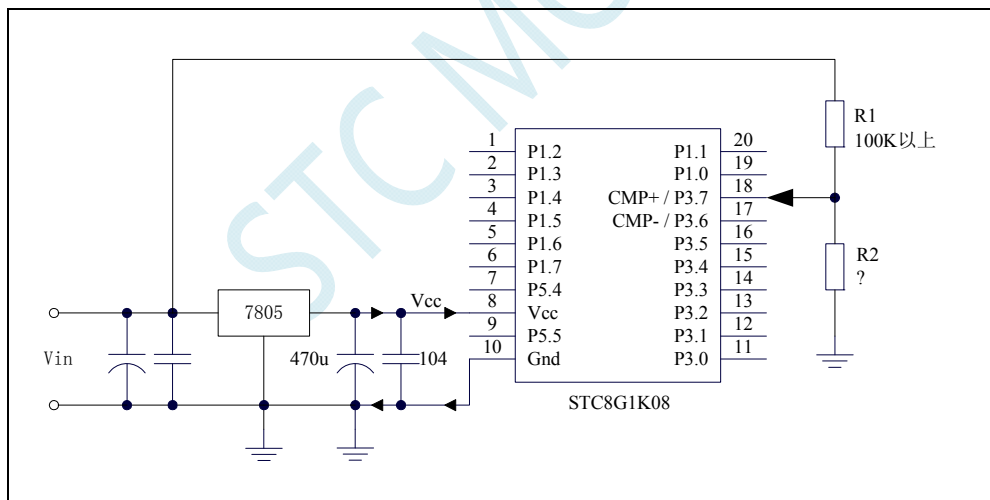 STC MC
R1
100K以上
R2
?
1
2
3
4
5
6
7
8
9
10
P1.2
P1.3
P1.4
P1.5
P1.6
P1.7
P5.4
Vcc
P5.5
Gnd
P1.1
P1.0
CMP+ / P3.7
CMP- / P3.6
P3.5
P3.4
P3.3
P3.2
P3.1
P3.0
20
19
18
17
16
15
14
13
12
11
STC8G1K08
Vin
7805
Vcc
470u
104